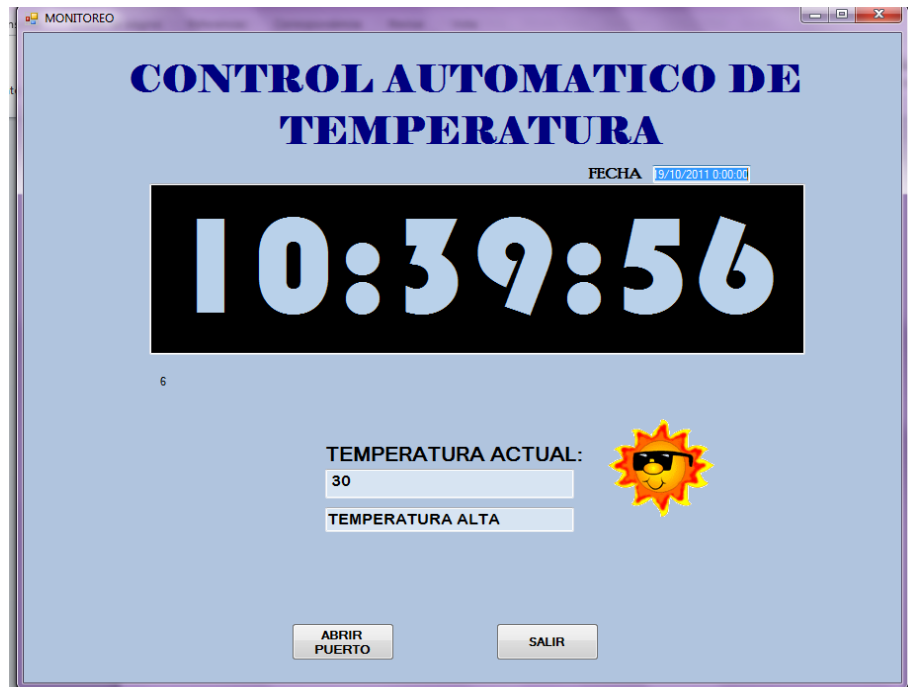 MONITOREO
CONTROL AUTOMATICO DE
TEMPERATURA
FECHA 19/10/2011 0:00:00
10:39:56
6
TEMPERATURA ACTUAL:
30
TEMPERATURA ALTA
ABRIR
PUERTO
SALIR